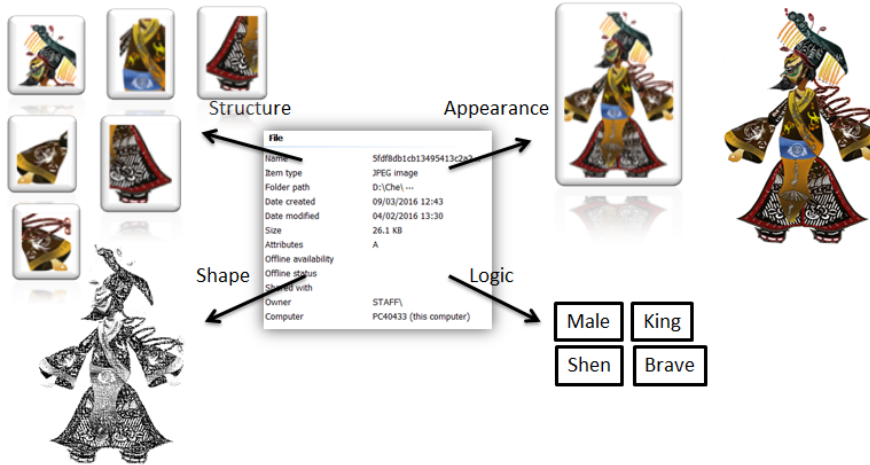 Structure
Appearance
File
Name 5fdf8db1cb13495413c2a2...
Item type JPEG image
Folder path D:\Che\ ...
Date created 09/03/2016 12:43
Date modified 04/02/2016 13:30
Size 26.1 KB
Attributes A
Offline availability
Offline status
Shared with
Owner STAFF\
Computer PC40433 (this computer)
Shape
Logic
Male
King
Shen
Brave